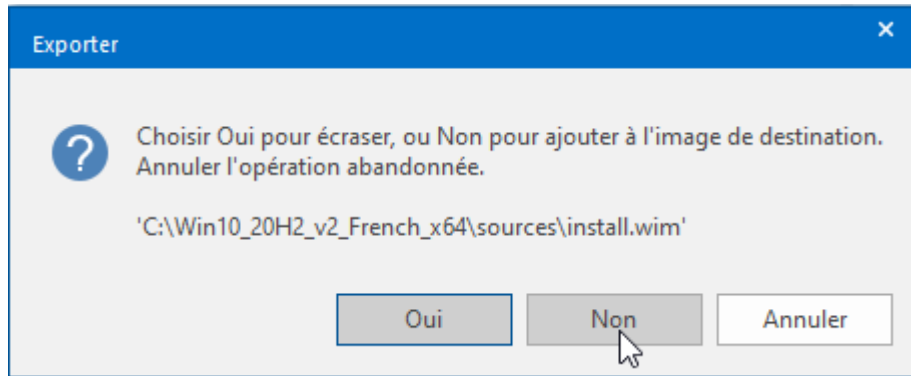 Exporter
Choisir Oui pour écraser, ou Non pour ajouter à l'image de destination.
Annuler l'opération abandonnée.
'C:\Win10_20H2_v2_French_x64\sources\install.wim'
Oui Non Annuler